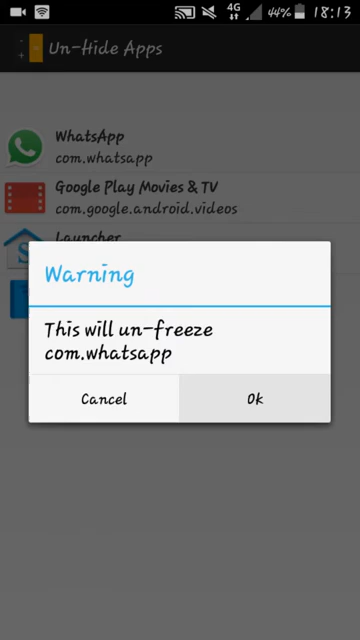 4G 44% 18:13
Un-Hide Apps
WhatsApp
com.whatsapp
Google Play Movies & TV
com.google.android.videos
Launcher
Warning
This will un-freeze
com.whatsapp
Cancel Ok